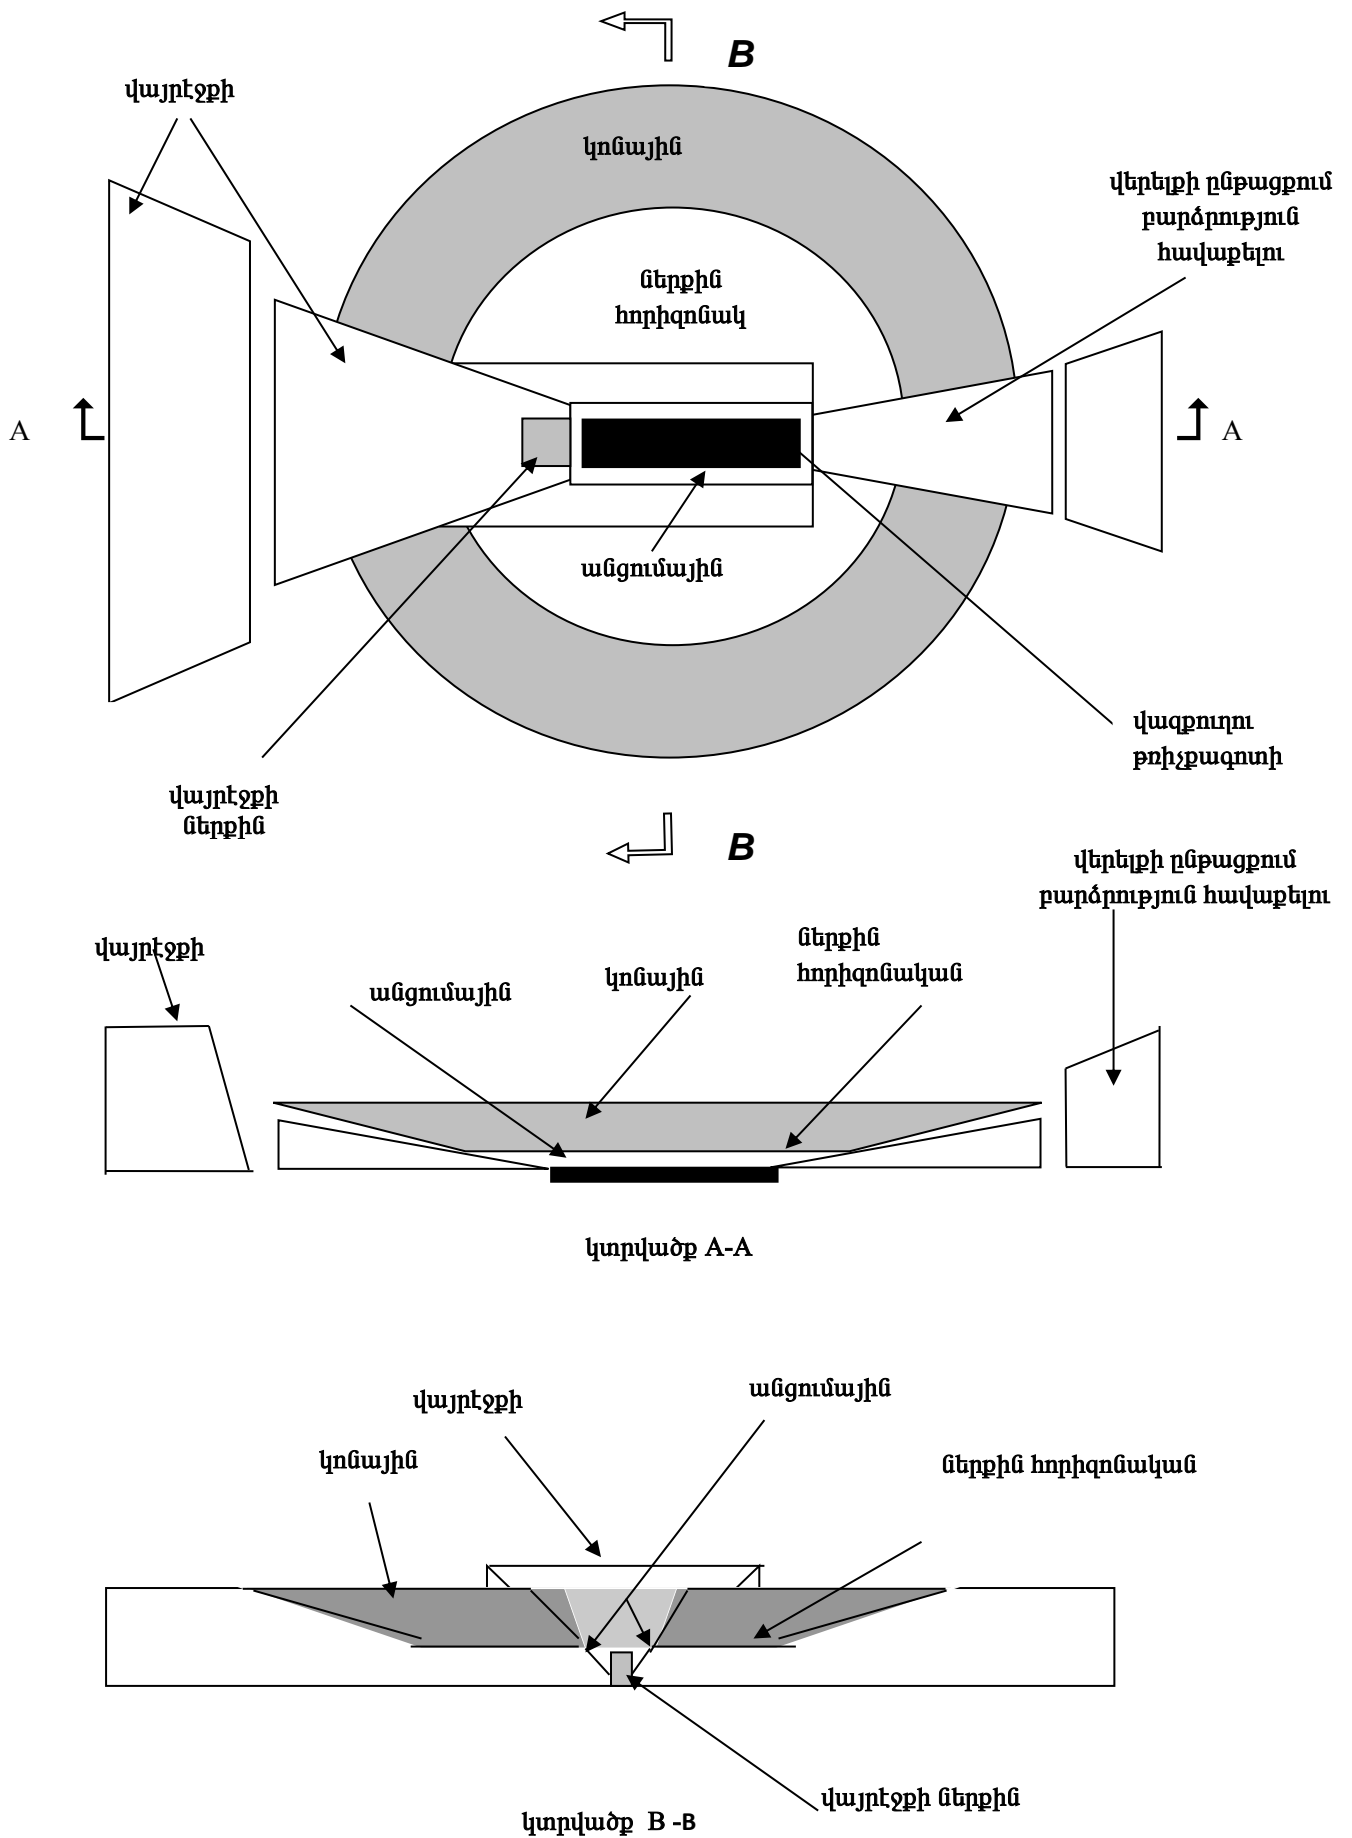 B
վայրէջքի
կոնային
վերելքի ընթացքում
բարձրություն
հավաքելու
ներքին
հորիզոնակ
A
A
անցումային
վազքուղու
թռիչքագոտի
վայրէջքի
ներքին
B
վերելքի ընթացքում
բարձրություն հավաքելու
վայրէջքի
ներքին
հորիզոնական
կոնային
անցումային
կտրվածք A-A
անցումային
վայրէջքի
կոնային
ներքին հորիզոնական
վայրէջքի ներքին
կտրվածք B -B